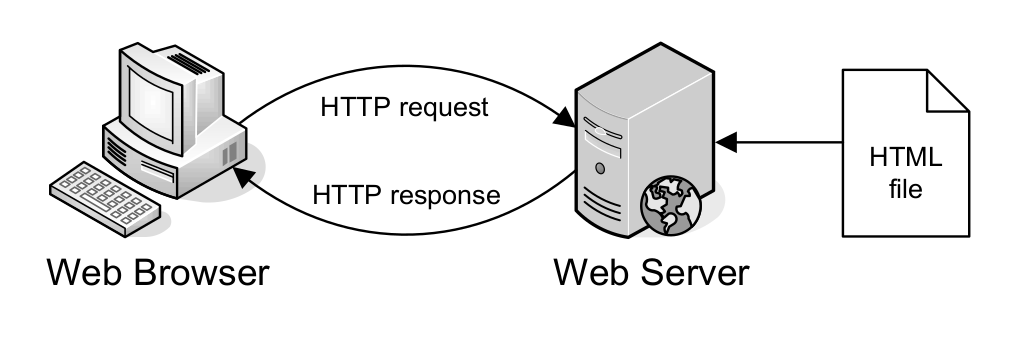 HTTP request
HTTP response
HTML
file
Web Browser
Web Server